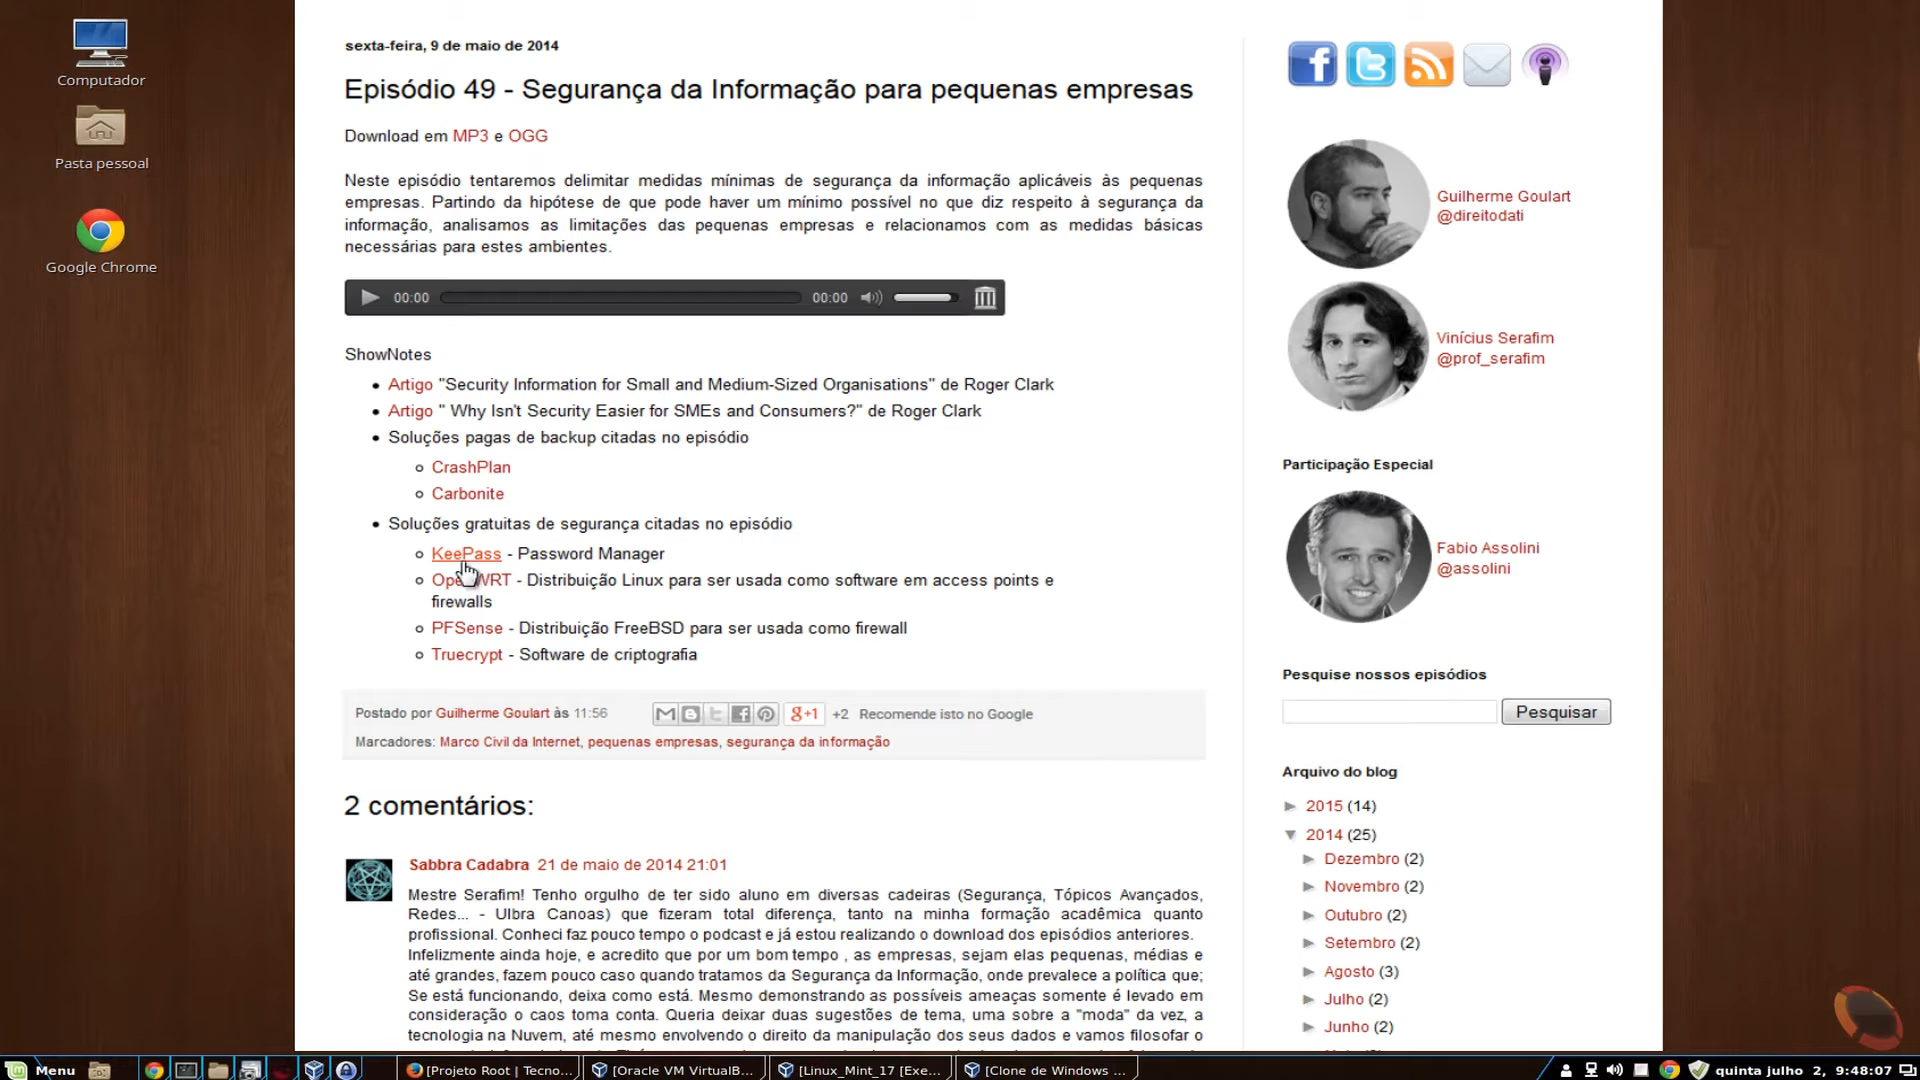 Computador
Pasta pessoal
Google Chrome
sexta-feira, 9 de maio de 2014
Episódio 49 - Segurança da Informação para pequenas empresas
Download em MP3 e OGG
Neste episódio tentaremos delimitar medidas mínimas de segurança da informação aplicáveis às pequenas
empresas. Partindo da hipótese de que pode haver um mínimo possível no que diz respeito à segurança da
informação, analisamos as limitações das pequenas empresas e relacionamos com as medidas básicas
necessárias para estes ambientes.
00:00
00:00
ShowNotes
Artigo "Security Information for Small and Medium-Sized Organisations" de Roger Clark
Artigo " Why Isn't Security Easier for SMEs and Consumers?" de Roger Clark
Soluções pagas de backup citadas no episódio
CrashPlan
Carbonite
Soluções gratuitas de segurança citadas no episódio
KeePass - Password Manager
OpenWRT - Distribuição Linux para ser usada como software em access points e
firewalls
PFSense - Distribuição FreeBSD para ser usada como firewall
Truecrypt - Software de criptografia
Postado por Guilherme Goulart às 11:56
g+1 +2 Recomende isto no Google
Marcadores: Marco Civil da Internet, pequenas empresas, segurança da informação
2 comentários:
Sabbra Cadabra 21 de maio de 2014 21:01
Mestre Serafim! Tenho orgulho de ter sido aluno em diversas cadeiras (Segurança, Tópicos Avançados,
Redes... - Ulbra Canoas) que fizeram total diferença, tanto na minha formação acadêmica quanto
profissional. Conheci faz pouco tempo o podcast e já estou realizando o download dos episódios anteriores.
Infelizmente ainda hoje, e acredito que por um bom tempo , as empresas, sejam elas pequenas, médias e
até grandes, fazem pouco caso quando tratamos da Segurança da Informação, onde prevalece a política que;
Se está funcionando, deixa como está. Mesmo demonstrando as possíveis ameaças somente é levado em
consideração o caos toma conta. Queria deixar duas sugestões de tema, uma sobre a "moda" da vez, a
tecnologia na Nuvem, até mesmo envolvendo o direito da manipulação dos seus dados e vamos filosofar o
Guilherme Goulart
@direitodati
Vinícius Serafim
@prof_serafim
Participação Especial
Fabio Assolini
@assolini
Pesquise nossos episódios
Pesquisar
Arquivo do blog
2015 (14)
2014 (25)
Dezembro (2)
Novembro (2)
Outubro (2)
Setembro (2)
Agosto (3)
Julho (2)
Junho (2)
Menu
[Projeto Root | Tecno...
[Oracle VM VirtualB...
[Linux_Mint_17 [Exe...
[Clone de Windows ...
quinta julho 2, 9:48:07